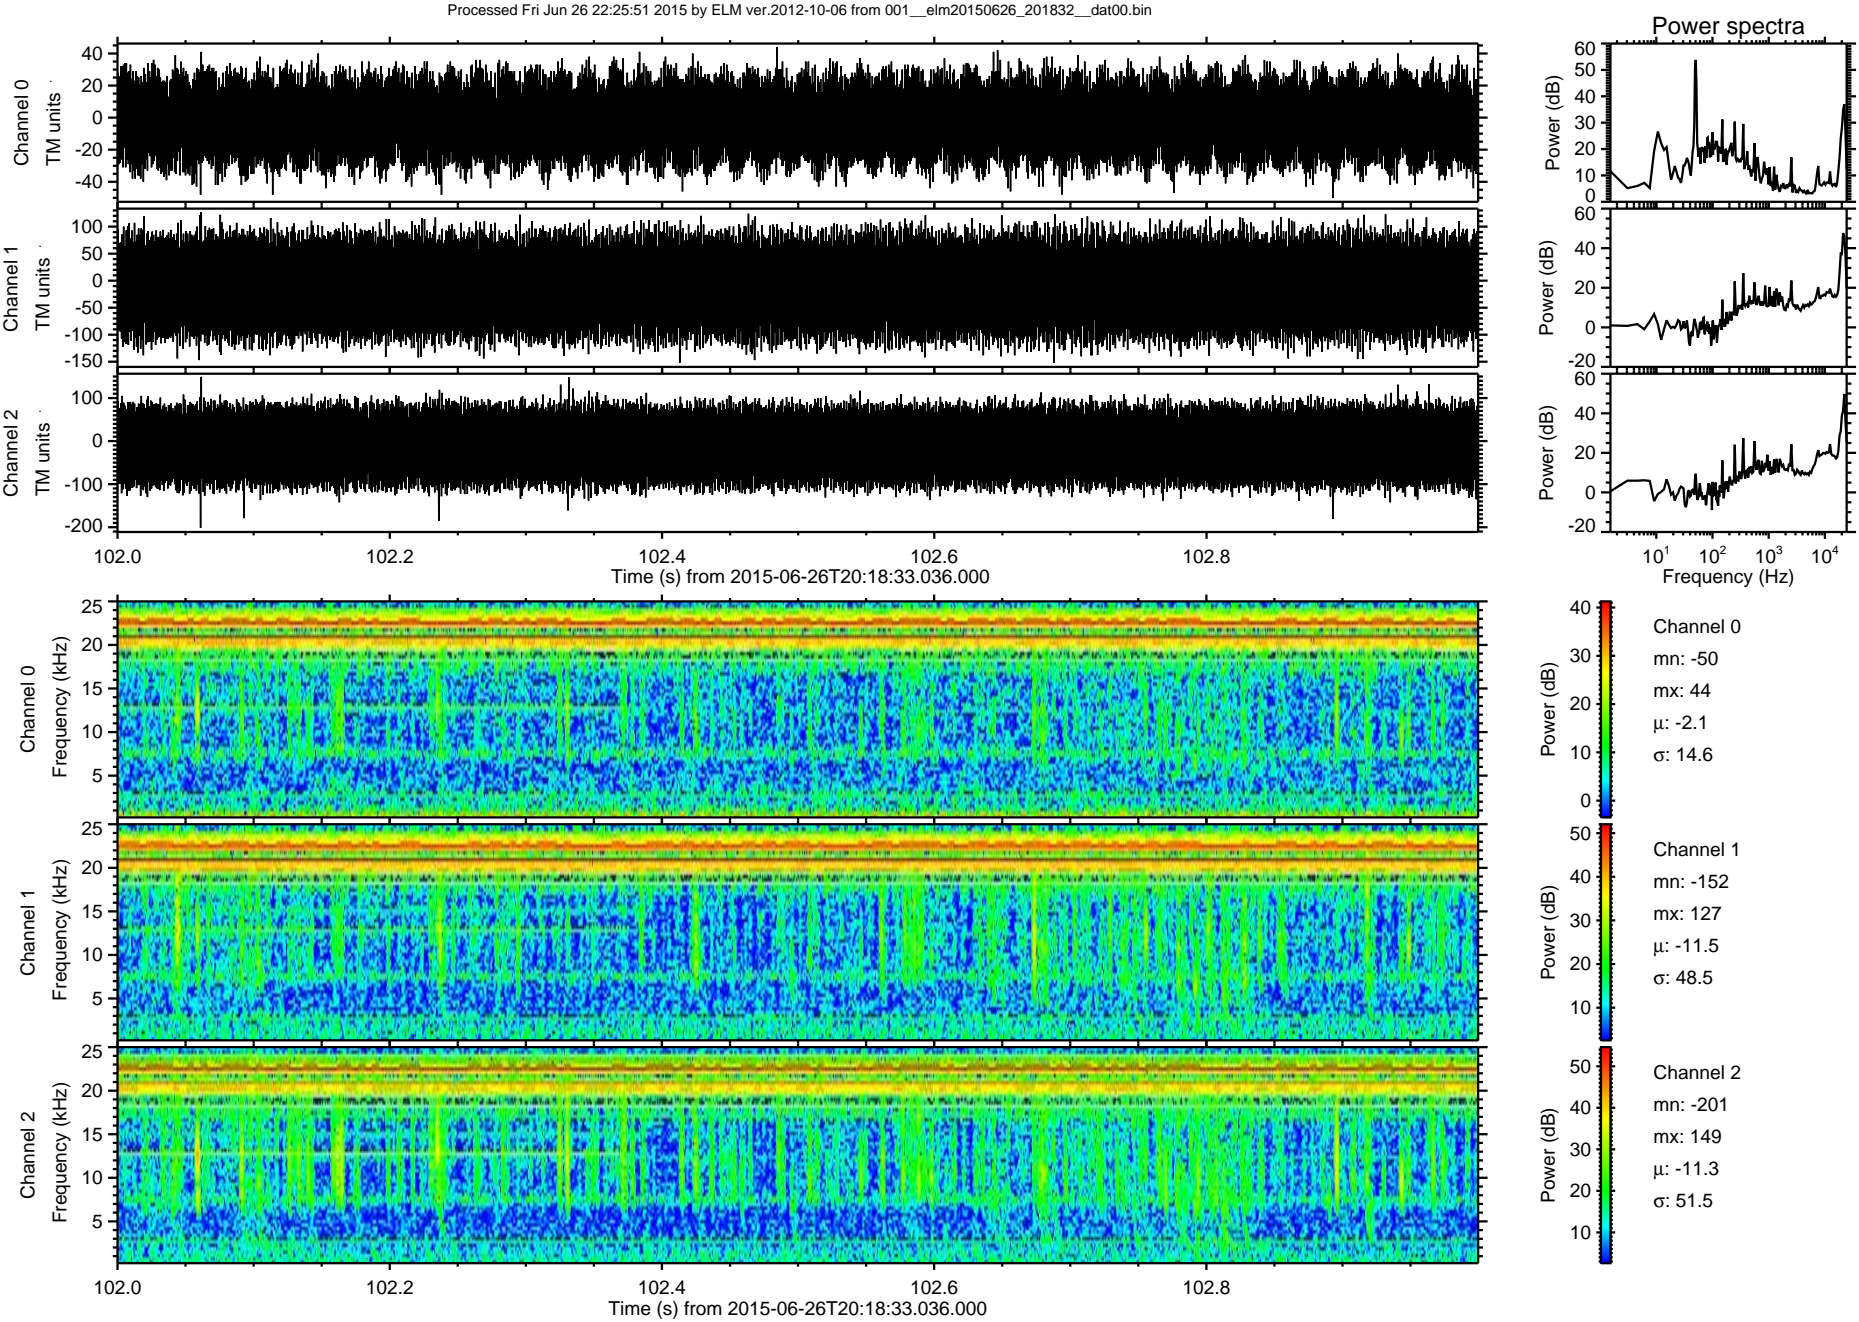 Processed Fri Jun 26 22:25:51 2015 by ELM ver.2012-10-06 from 001__elm20150626_201832__dat00.bin
Power spectra
Channel 0
TM units
40
20
0
-20
-40
Power (dB)
60
50
40
30
20
10
0
Channel 1
TM units
100
50
0
-50
-100
-150
Power (dB)
60
40
20
0
-20
Channel 2
TM units
100
0
-100
-200
Power (dB)
60
40
20
0
-20
102.0 102.2 102.4 102.6 102.8
Time (s) from 2015-06-26T20:18:33.036.000
10^1 10^2 10^3 10^4
Frequency (Hz)
Channel 0
Frequency (kHz)
25
20
15
10
5
Power (dB)
40
30
20
10
0
Channel 0
mn: -50
mx: 44
μ: -2.1
σ: 14.6
Channel 1
Frequency (kHz)
25
20
15
10
5
Power (dB)
50
40
30
20
10
Channel 1
mn: -152
mx: 127
μ: -11.5
σ: 48.5
Channel 2
Frequency (kHz)
25
20
15
10
5
Power (dB)
50
40
30
20
10
Channel 2
mn: -201
mx: 149
μ: -11.3
σ: 51.5
102.0 102.2 102.4 102.6 102.8
Time (s) from 2015-06-26T20:18:33.036.000